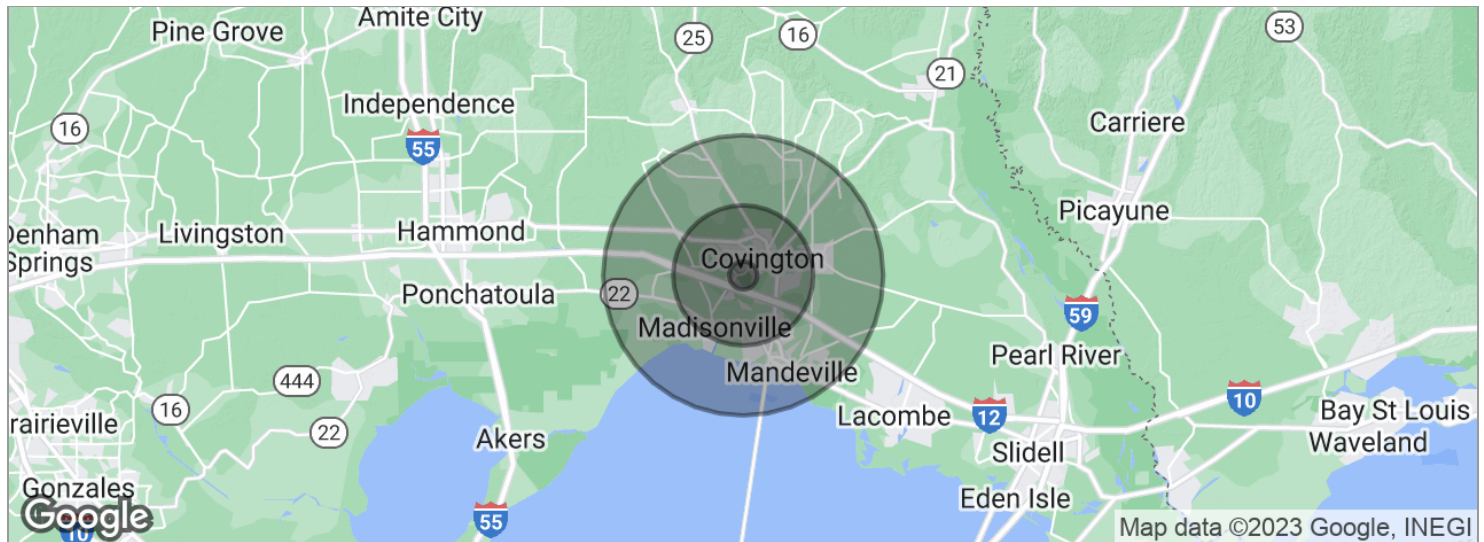 Pine Grove
Amite City
25
16
53
21
16
Independence
55
Carriere
Picayune
Denham
Springs
Livingston
Hammond
Covington
22
Ponchatoula
59
Madisonville
Pearl River
Mandeville
444
16
22
10
Lacombe
12
Bay St Louis
Waveland
rairieville
Akers
Slidell
Gonzales
Eden Isle
Google
10
55
Map data ©2023 Google, INEGI